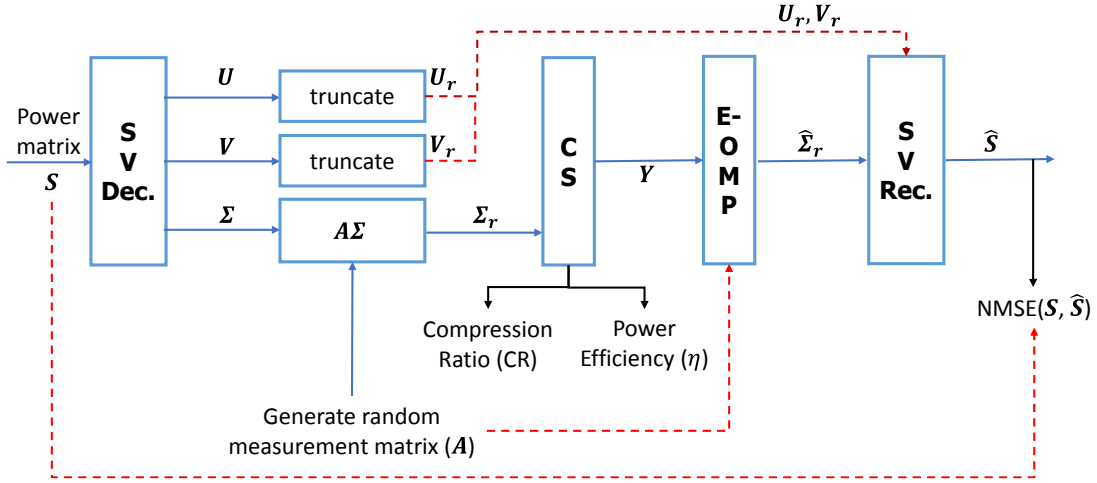 U_r, V_r
Power
matrix
S
S
V
Dec.
U
truncate
U_r
V
truncate
V_r
Σ
AΣ
Σ_r
C
S
Y
E-
O
M
P
Σ̂_r
S
V
Rec.
Ŝ
Compression
Ratio (CR)
Power
Efficiency (η)
NMSE(S, Ŝ)
Generate random
measurement matrix (A)